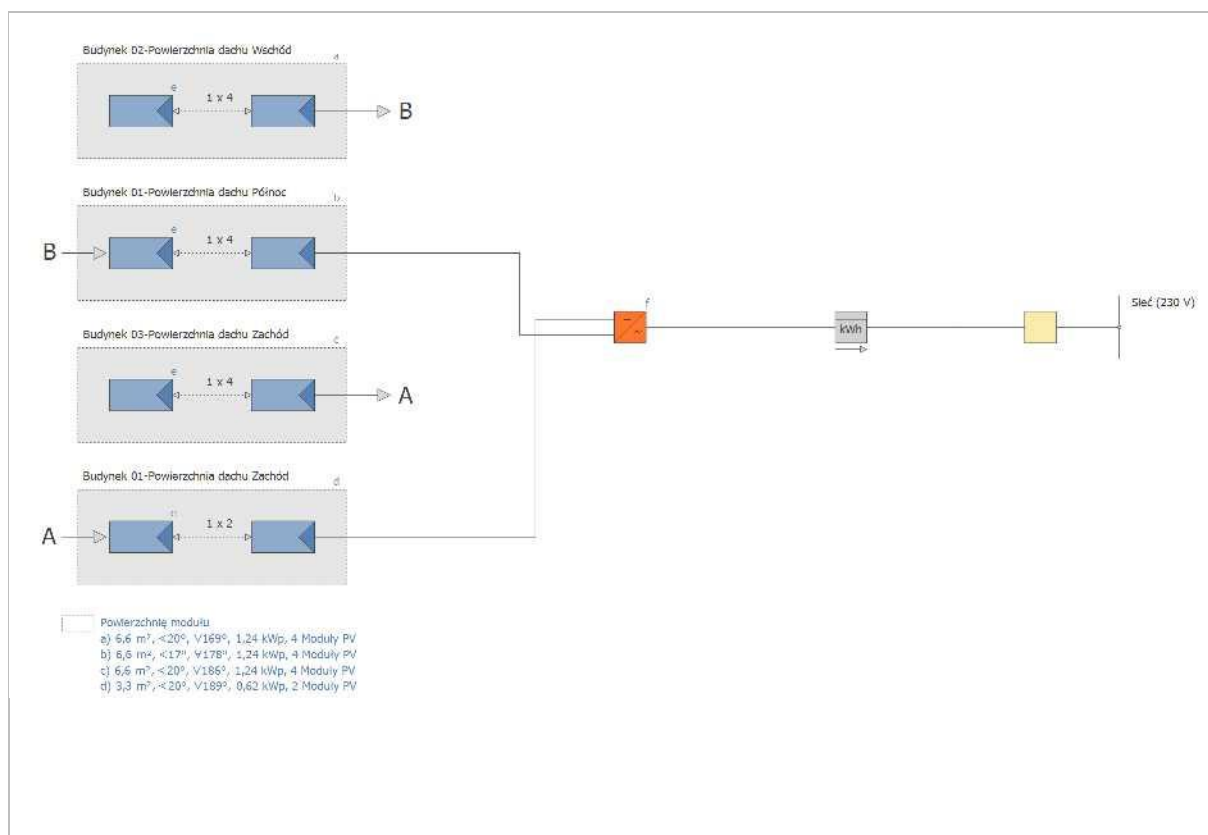 Budynek 02-Powierzchnia dachu Wschód
a
e
1 x 4
B
Budynek 01-Powierzchnia dachu Północ
b
e
1 x 4
B
f
Sieć (230 V)
kWh
Budynek 03-Powierzchnia dachu Zachód
c
e
1 x 4
A
Budynek 01-Powierzchnia dachu Zachód
d
1 x 2
A
Powierzchnię modułu
a) 6,6 m², <20°, V169°, 1,24 kWp, 4 Moduły PV
b) 6,6 m², <17°, V178°, 1,24 kWp, 4 Moduły PV
c) 6,6 m², <20°, V186°, 1,24 kWp, 4 Moduły PV
d) 3,3 m², <20°, V189°, 0,62 kWp, 2 Moduły PV